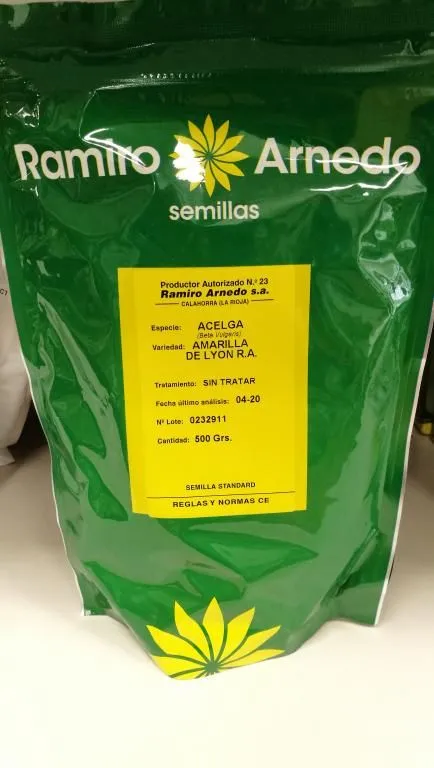 Ramiro Arnedo
semillas
Productor Autorizado N.º 23
Ramiro Arnedo s.a.
CALAHORRA (LA RIOJA)
Especie: ACELGA
(Beta Vulgaris)
Variedad: AMARILLA
DE LYON R.A.
Tratamiento: SIN TRATAR
Fecha último análisis: 04-20
Nº Lote: 0232911
Cantidad: 500 Grs.
SEMILLA STANDARD
REGLAS Y NORMAS CE